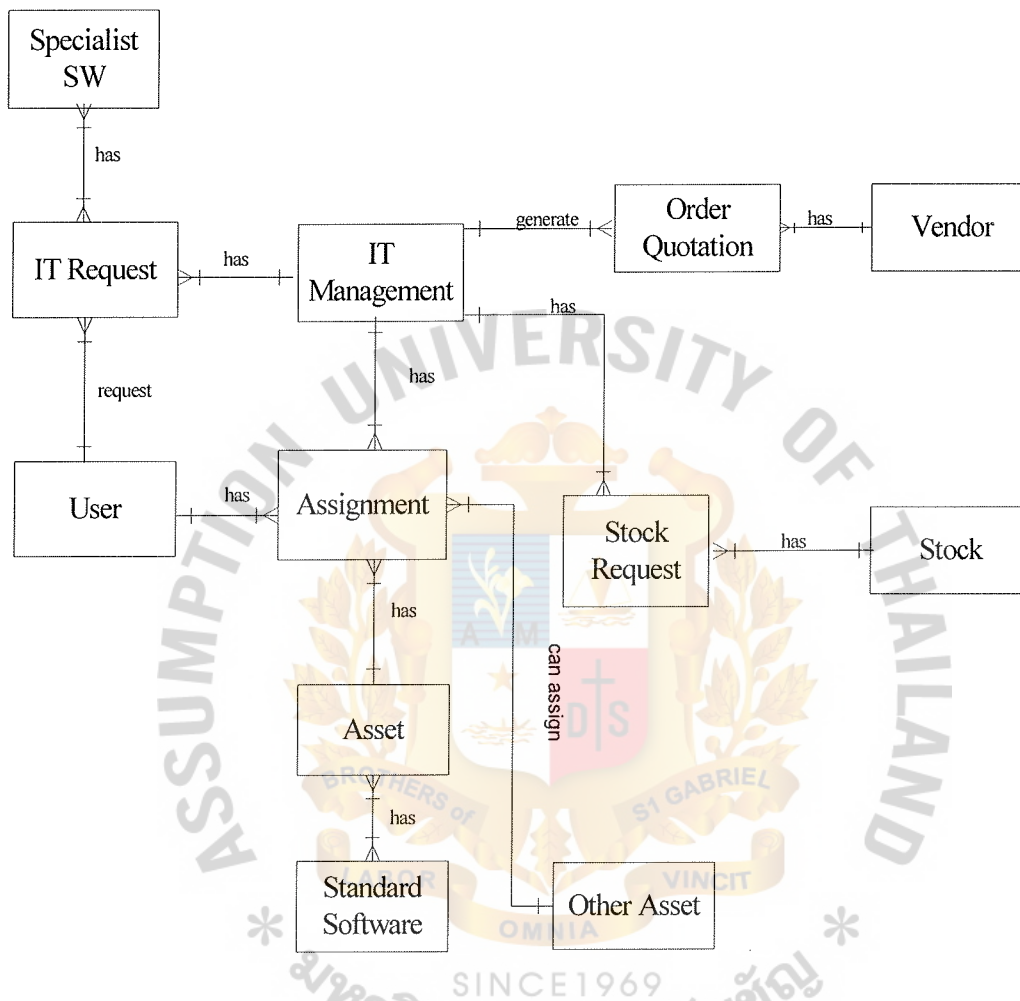 Specialist
SW
has
IT Request
has
IT
Management
generate
Order
Quotation
has
Vendor
has
has
request
User
has
Assignment
Stock
Request
has
Stock
has
can assign
Asset
has
Standard
Software
Other Asset
ASSUMPTION UNIVERSITY OF THAILAND
A M
D S
BROTHERS of
S1 GABRIEL
LABOR
VINCIT
OMNIA
SINCE1969